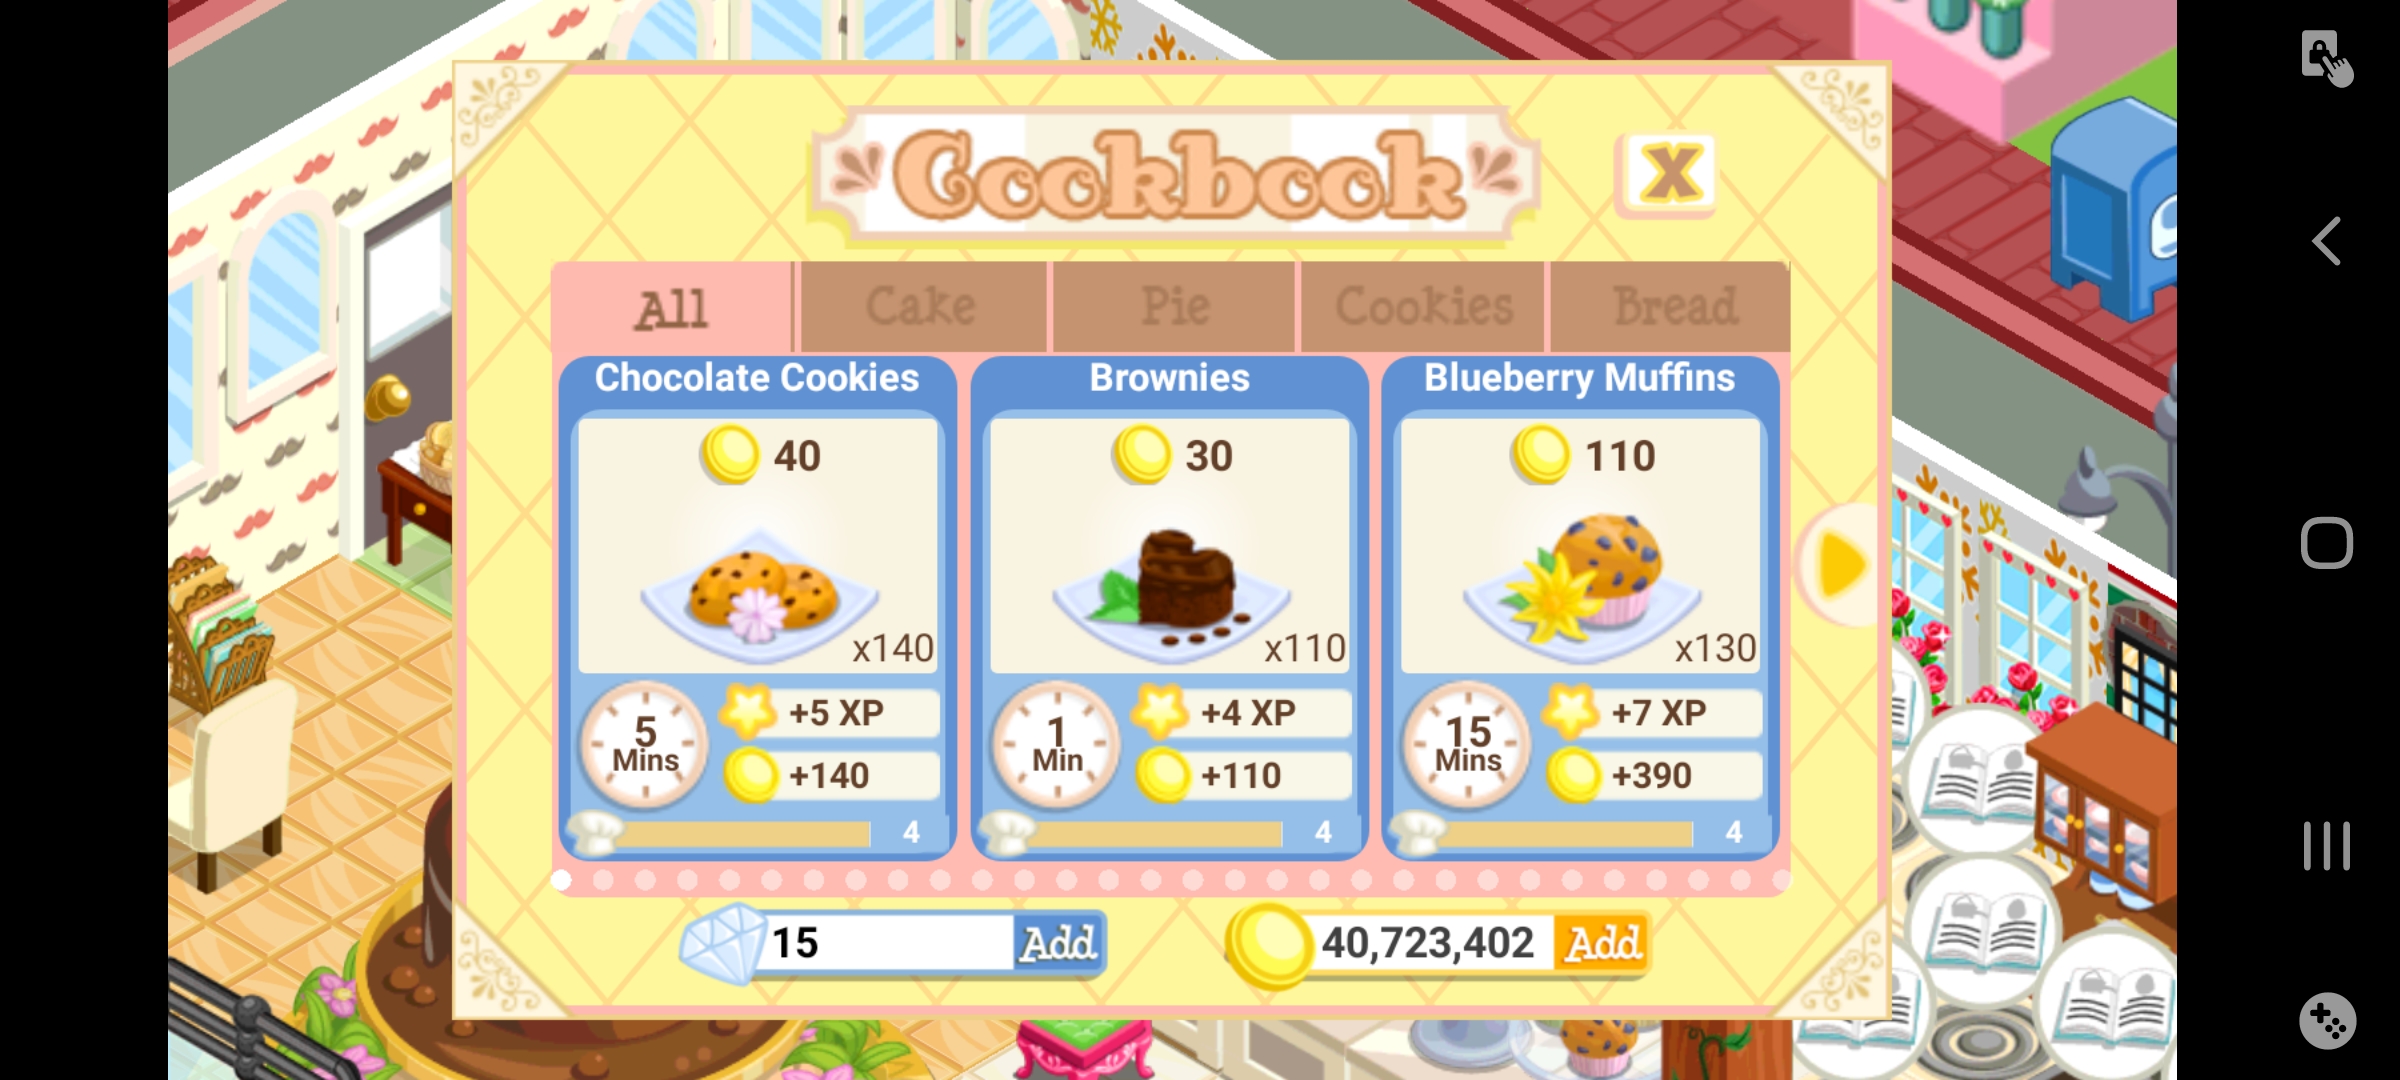 Cookbook
X
All Cake Pie Cookies Bread
Chocolate Cookies
40
x140
5 Mins
+5 XP
+140
4
Brownies
30
x110
1 Min
+4 XP
+110
4
Blueberry Muffins
110
x130
15 Mins
+7 XP
+390
4
15 Add
40,723,402 Add